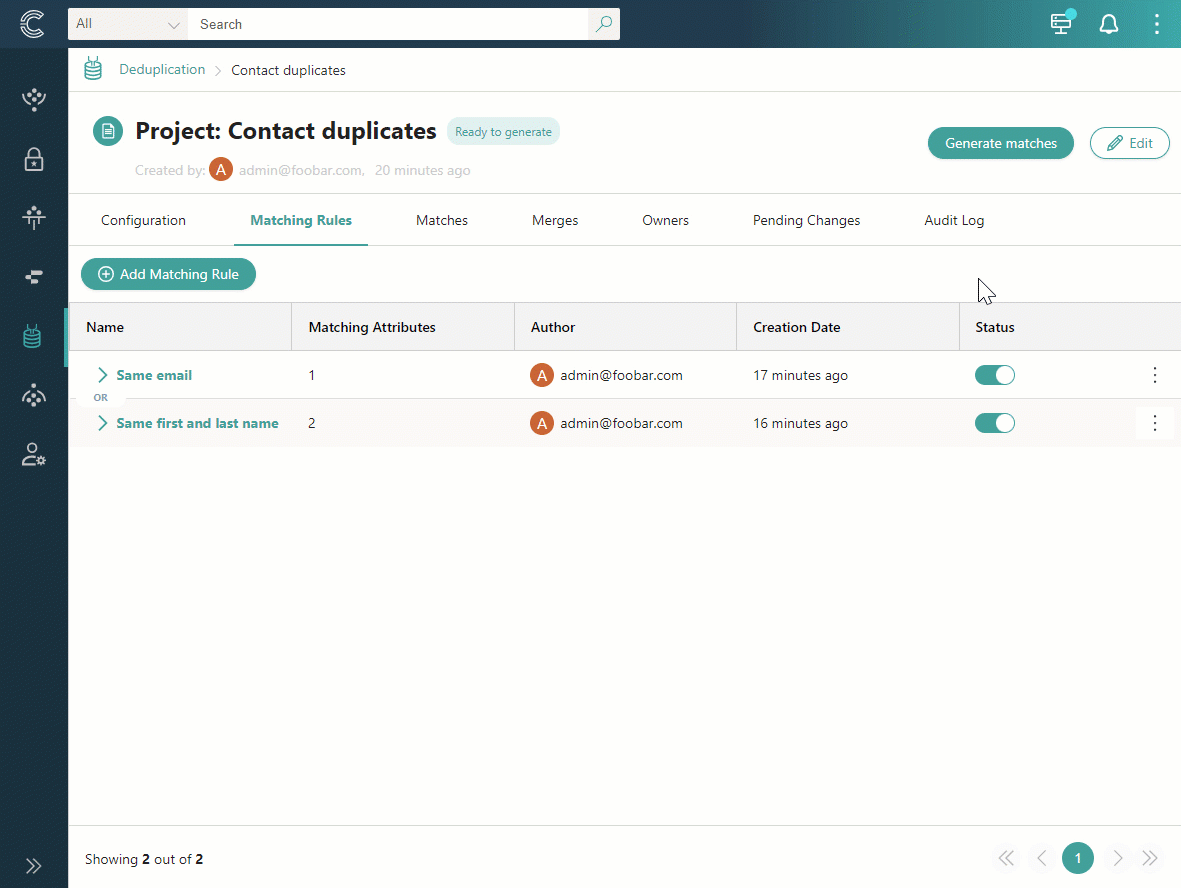 All Search
Deduplication Contact duplicates
Project: Contact duplicates Ready to generate
Generate matches Edit
Created by: A admin@foobar.com, 20 minutes ago
Configuration Matching Rules Matches Merges Owners Pending Changes Audit Log
Add Matching Rule
Name Matching Attributes Author Creation Date Status
Same email 1 A admin@foobar.com 17 minutes ago
OR
Same first and last name 2 A admin@foobar.com 16 minutes ago
Showing 2 out of 2 1